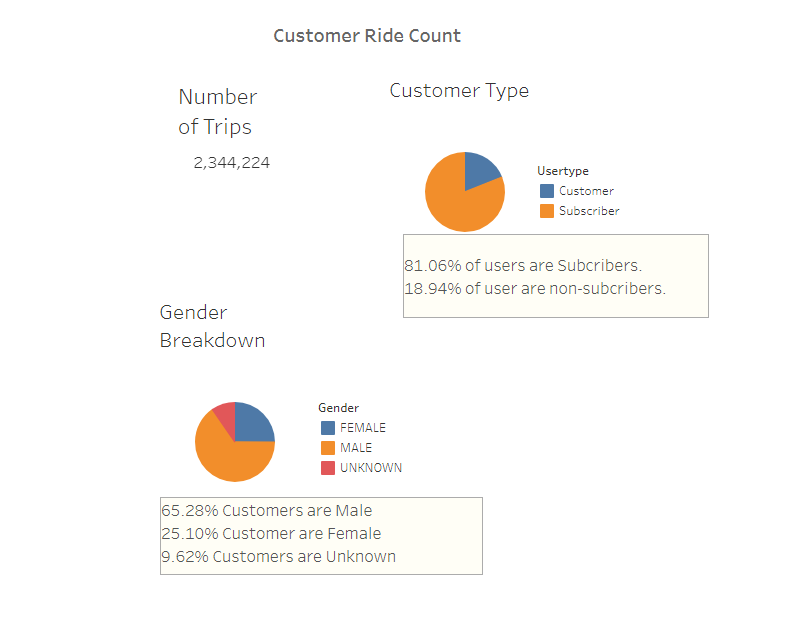 Customer Ride Count
Number
of Trips
2,344,224
Customer Type
Usertype
Customer
Subscriber
81.06% of users are Subcribers.
18.94% of user are non-subcribers.
Gender
Breakdown
Gender
FEMALE
MALE
UNKNOWN
65.28% Customers are Male
25.10% Customer are Female
9.62% Customers are Unknown